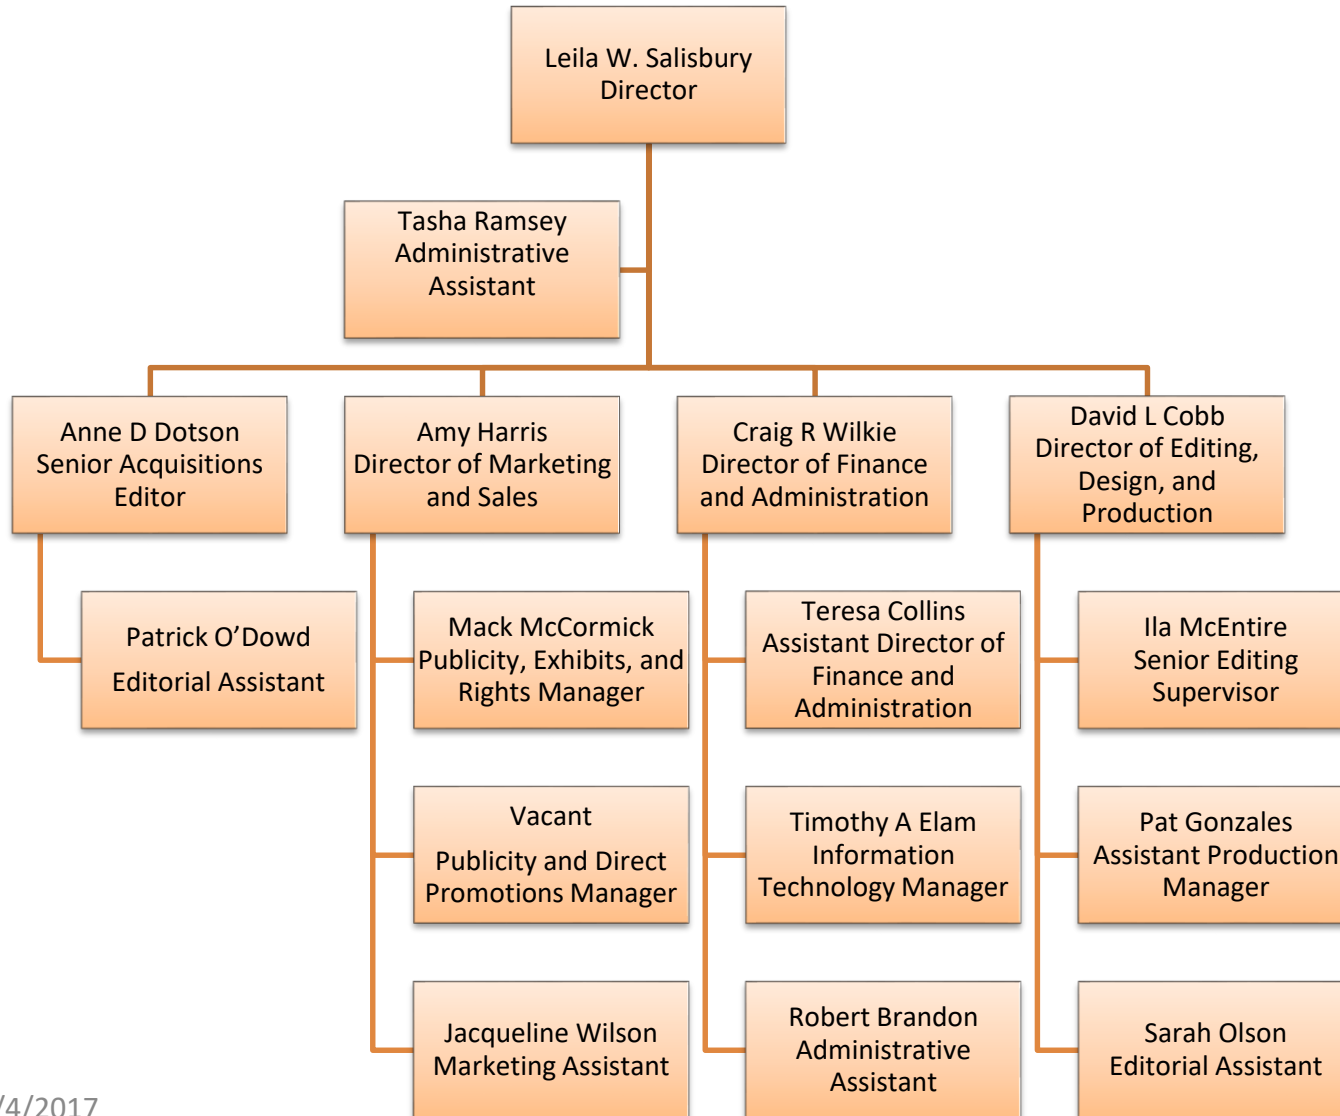 Leila W. Salisbury
Director
Tasha Ramsey
Administrative
Assistant
Anne D Dotson
Senior Acquisitions
Editor
Amy Harris
Director of Marketing
and Sales
Craig R Wilkie
Director of Finance
and Administration
David L Cobb
Director of Editing,
Design, and
Production
Patrick O’Dowd
Editorial Assistant
Mack McCormick
Publicity, Exhibits, and
Rights Manager
Teresa Collins
Assistant Director of
Finance and
Administration
Ila McEntire
Senior Editing
Supervisor
Vacant
Publicity and Direct
Promotions Manager
Timothy A Elam
Information
Technology Manager
Pat Gonzales
Assistant Production
Manager
Jacqueline Wilson
Marketing Assistant
Robert Brandon
Administrative
Assistant
Sarah Olson
Editorial Assistant
/4/2017